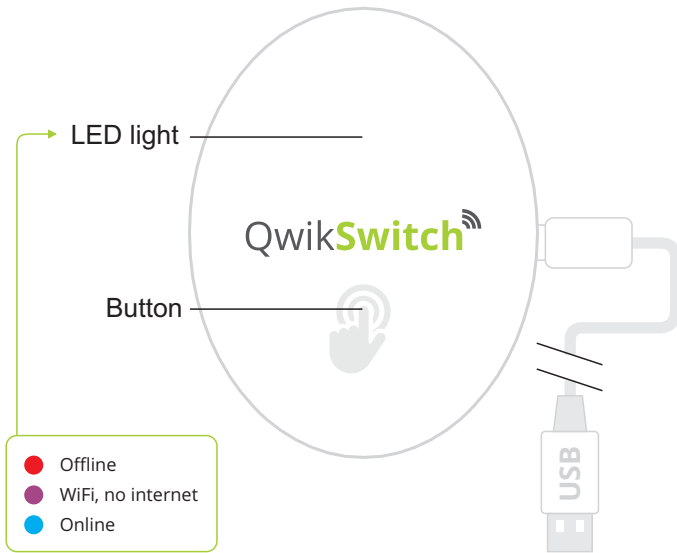 LED light
QwikSwitch
Button
Offline
WiFi, no internet
Online
USB